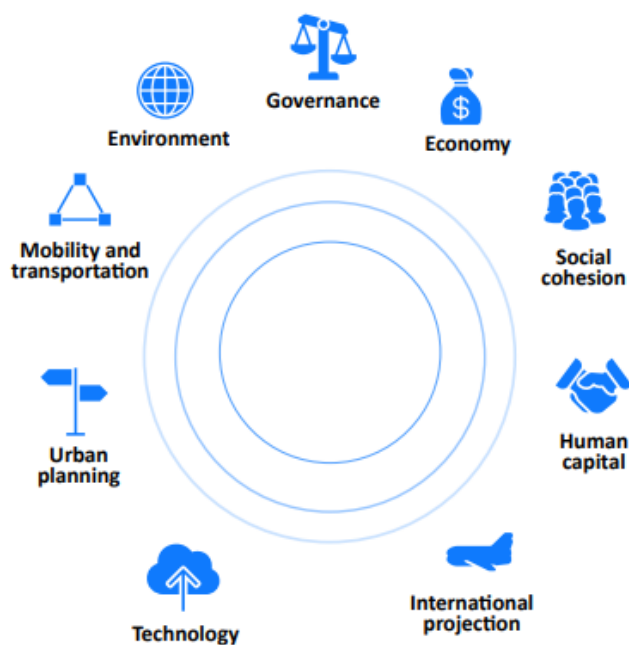 Governance
Economy
Social
cohesion
Human
capital
International
projection
Technology
Urban
planning
Mobility and
transportation
Environment
$